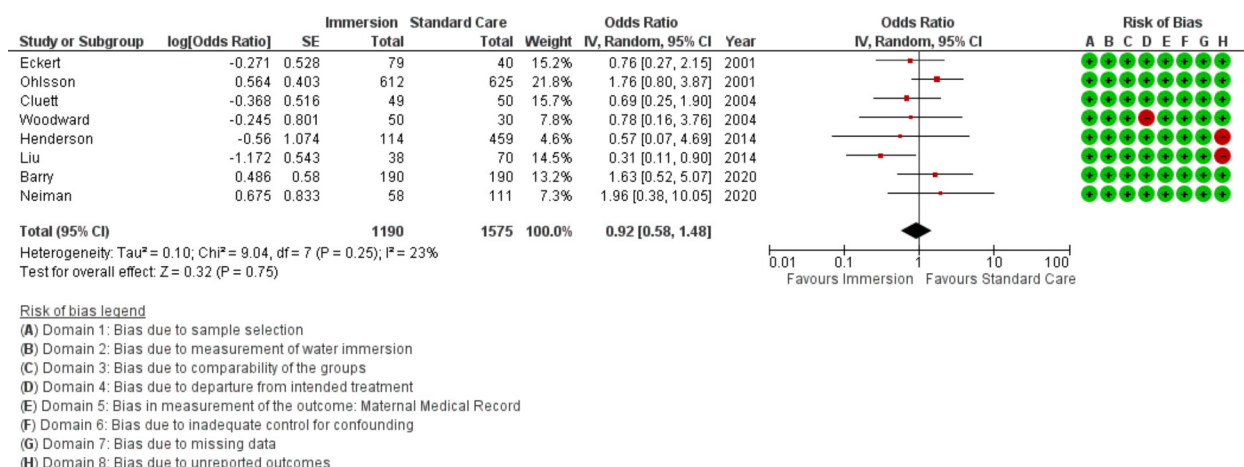 Immersion Standard Care Odds Ratio Odds Ratio Risk of Bias
Study or Subgroup log[Odds Ratio] SE Total Total Weight IV, Random, 95% CI Year IV, Random, 95% CI A B C D E F G H
Eckert -0.271 0.528 79 40 15.2% 0.76 [0.27, 2.15] 2001 + + + + + + + +
Ohlsson 0.564 0.403 612 625 21.8% 1.76 [0.80, 3.87] 2001 + + + + + + + +
Cluett -0.368 0.516 49 50 15.7% 0.69 [0.25, 1.90] 2004 + + + + + + + +
Woodward -0.245 0.801 50 30 7.8% 0.78 [0.16, 3.76] 2004 + + + - + + + +
Henderson -0.56 1.074 114 459 4.6% 0.57 [0.07, 4.69] 2014 + + + + + + + -
Liu -1.172 0.543 38 70 14.5% 0.31 [0.11, 0.90] 2014 + + + + + + + -
Barry 0.486 0.58 190 190 13.2% 1.63 [0.52, 5.07] 2020 + + + + + + + +
Neiman 0.675 0.833 58 111 7.3% 1.96 [0.38, 10.05] 2020 + + + + + + + +
Total (95% CI) 1190 1575 100.0% 0.92 [0.58, 1.48]
Heterogeneity: Tau² = 0.10; Chi² = 9.04, df = 7 (P = 0.25); I² = 23%
Test for overall effect: Z = 0.32 (P = 0.75)
0.01 0.1 1 10 100
Favours Immersion Favours Standard Care
Risk of bias legend
(A) Domain 1: Bias due to sample selection
(B) Domain 2: Bias due to measurement of water immersion
(C) Domain 3: Bias due to comparability of the groups
(D) Domain 4: Bias due to departure from intended treatment
(E) Domain 5: Bias in measurement of the outcome: Maternal Medical Record
(F) Domain 6: Bias due to inadequate control for confounding
(G) Domain 7: Bias due to missing data
(H) Domain 8: Bias due to unreported outcomes